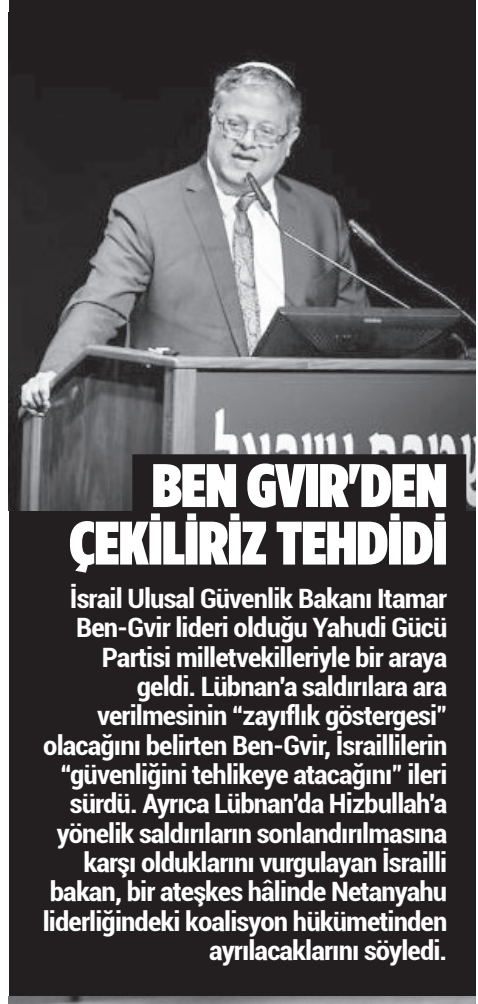 BEN GVIR'DEN
ÇEKİLİRİZ TEHDİDİ
İsrail Ulusal Güvenlik Bakanı Itamar
Ben-Gvir lideri olduğu Yahudi Gücü
Partisi milletvekilleriyle bir araya
geldi. Lübnan'a saldırılara ara
verilmesinin “zayıflık göstergesi”
olacağını belirten Ben-Gvir, İsraillilerin
“güvenliğini tehlikeye atacağını” ileri
sürdü. Ayrıca Lübnan'da Hizbullah'a
yönelik saldırıların sonlandırılmasına
karşı olduklarını vurgulayan İsrailli
bakan, bir ateşkes hâlinde Netanyahu
liderliğindeki koalisyon hükümetinden
ayrılacaklarını söyledi.